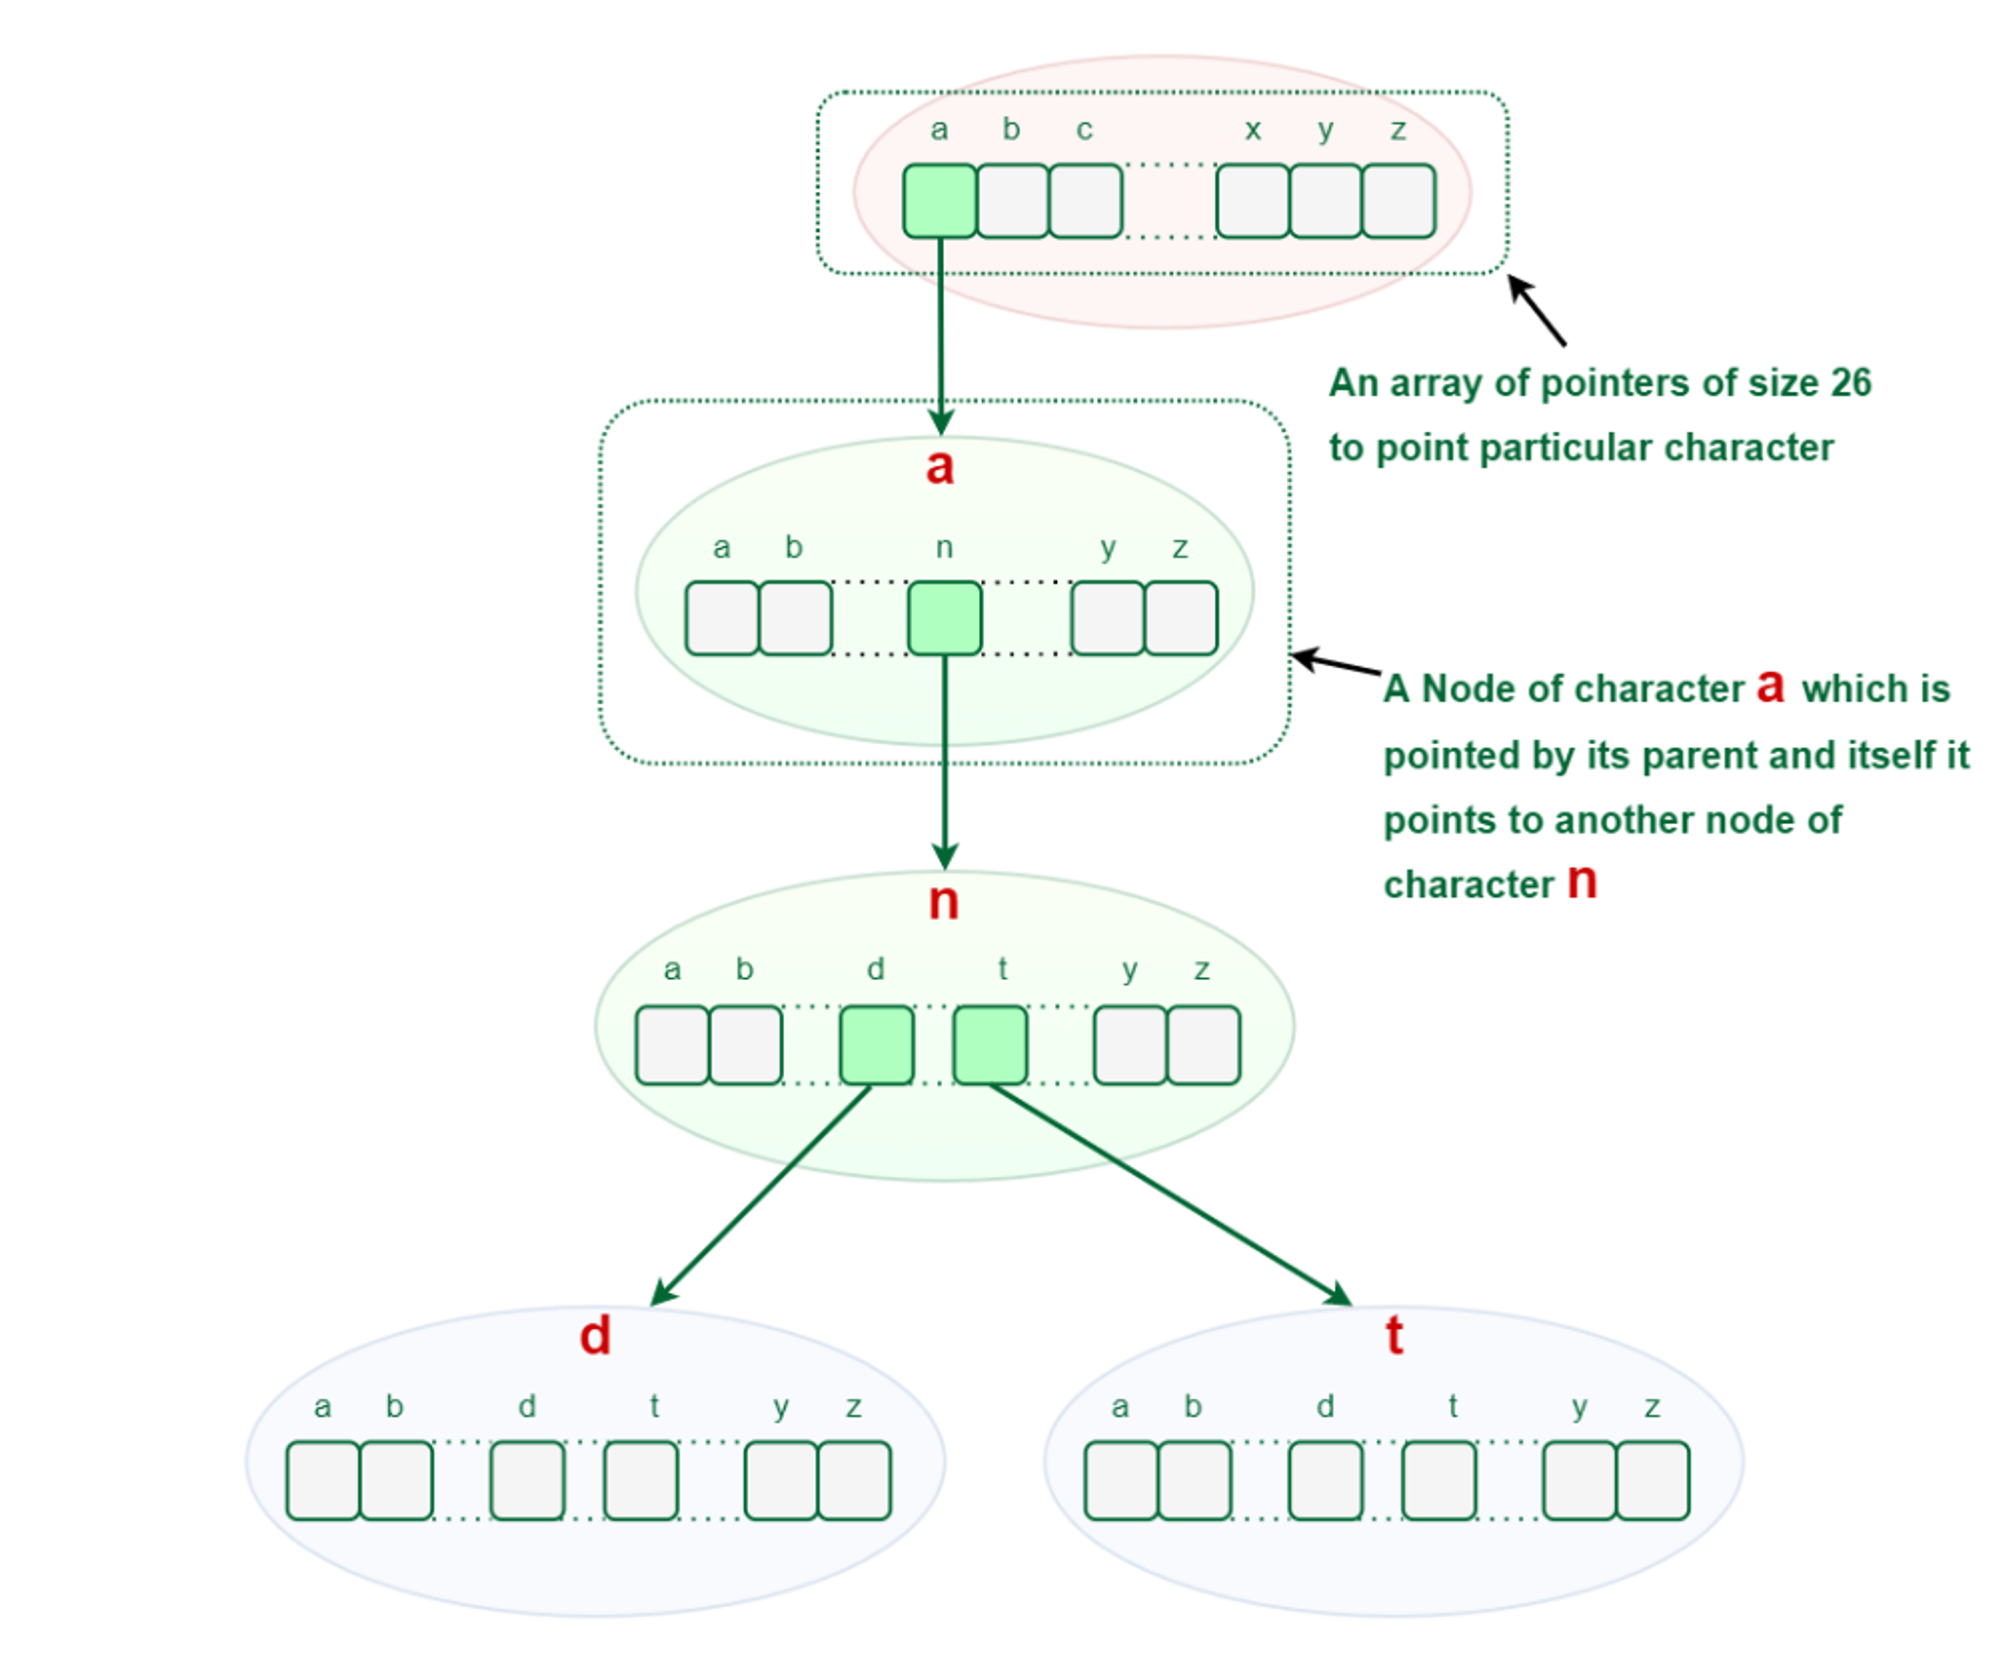 a b c x y z
An array of pointers of size 26
to point particular character
a
a b n y z
A Node of character a which is
pointed by its parent and itself it
points to another node of
character n
n
a b d t y z
d
a b d t y z
t
a b d t y z